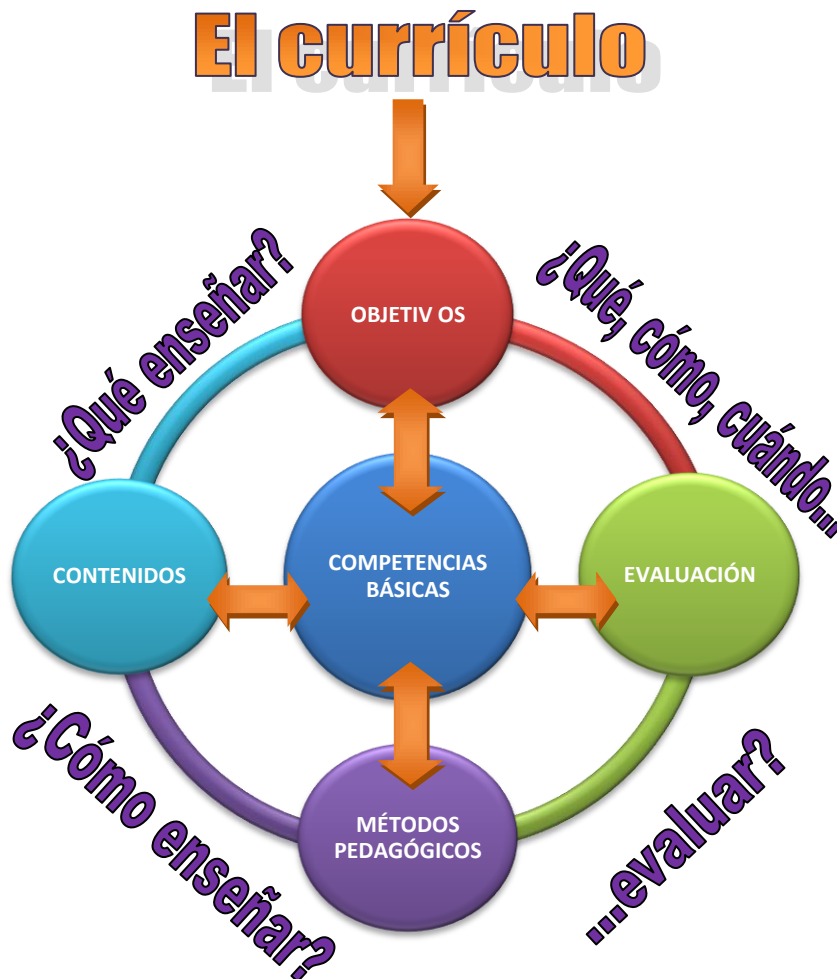 El currículo
¿Qué enseñar?
¿Qué, cómo, cuándo...
OBJETIV OS
CONTENIDOS
COMPETENCIAS
BÁSICAS
EVALUACIÓN
¿Cómo enseñar?
...evaluar?
MÉTODOS
PEDAGÓGICOS